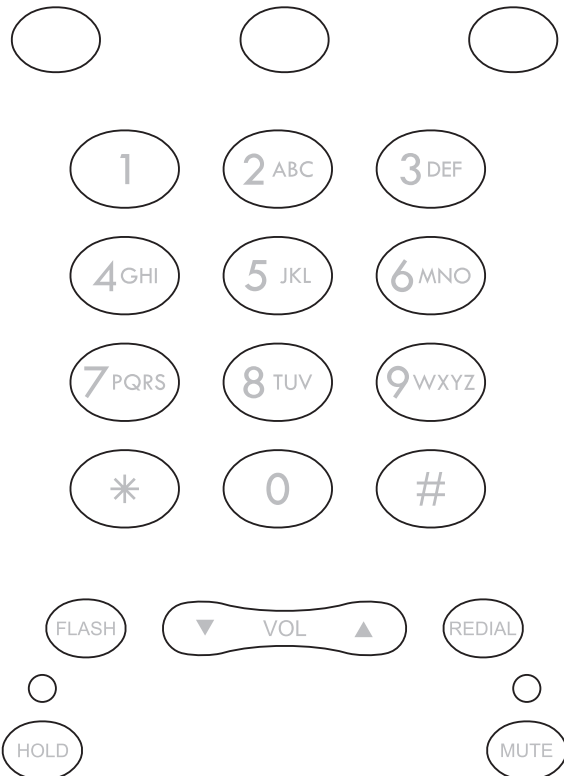 1 2 ABC 3 DEF
4 GHI 5 JKL 6 MNO
7 PQRS 8 TUV 9 WXYZ
* 0 #
FLASH ▼ VOL ▲ REDIAL
HOLD MUTE